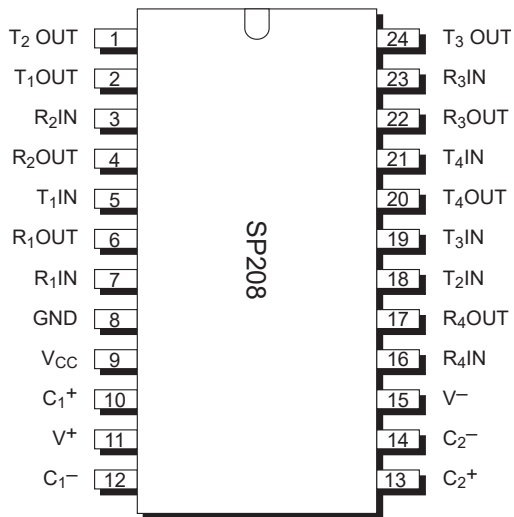 T₂ OUT 1 24 T₃ OUT
T₁OUT 2 23 R₃IN
R₂IN 3 22 R₃OUT
R₂OUT 4 21 T₄IN
T₁IN 5 20 T₄OUT
R₁OUT 6 19 T₃IN
R₁IN 7 18 T₂IN
GND 8 17 R₄OUT
V_CC 9 16 R₄IN
C₁⁺ 10 15 V⁻
V⁺ 11 14 C₂⁻
C₁⁻ 12 13 C₂⁺
SP208